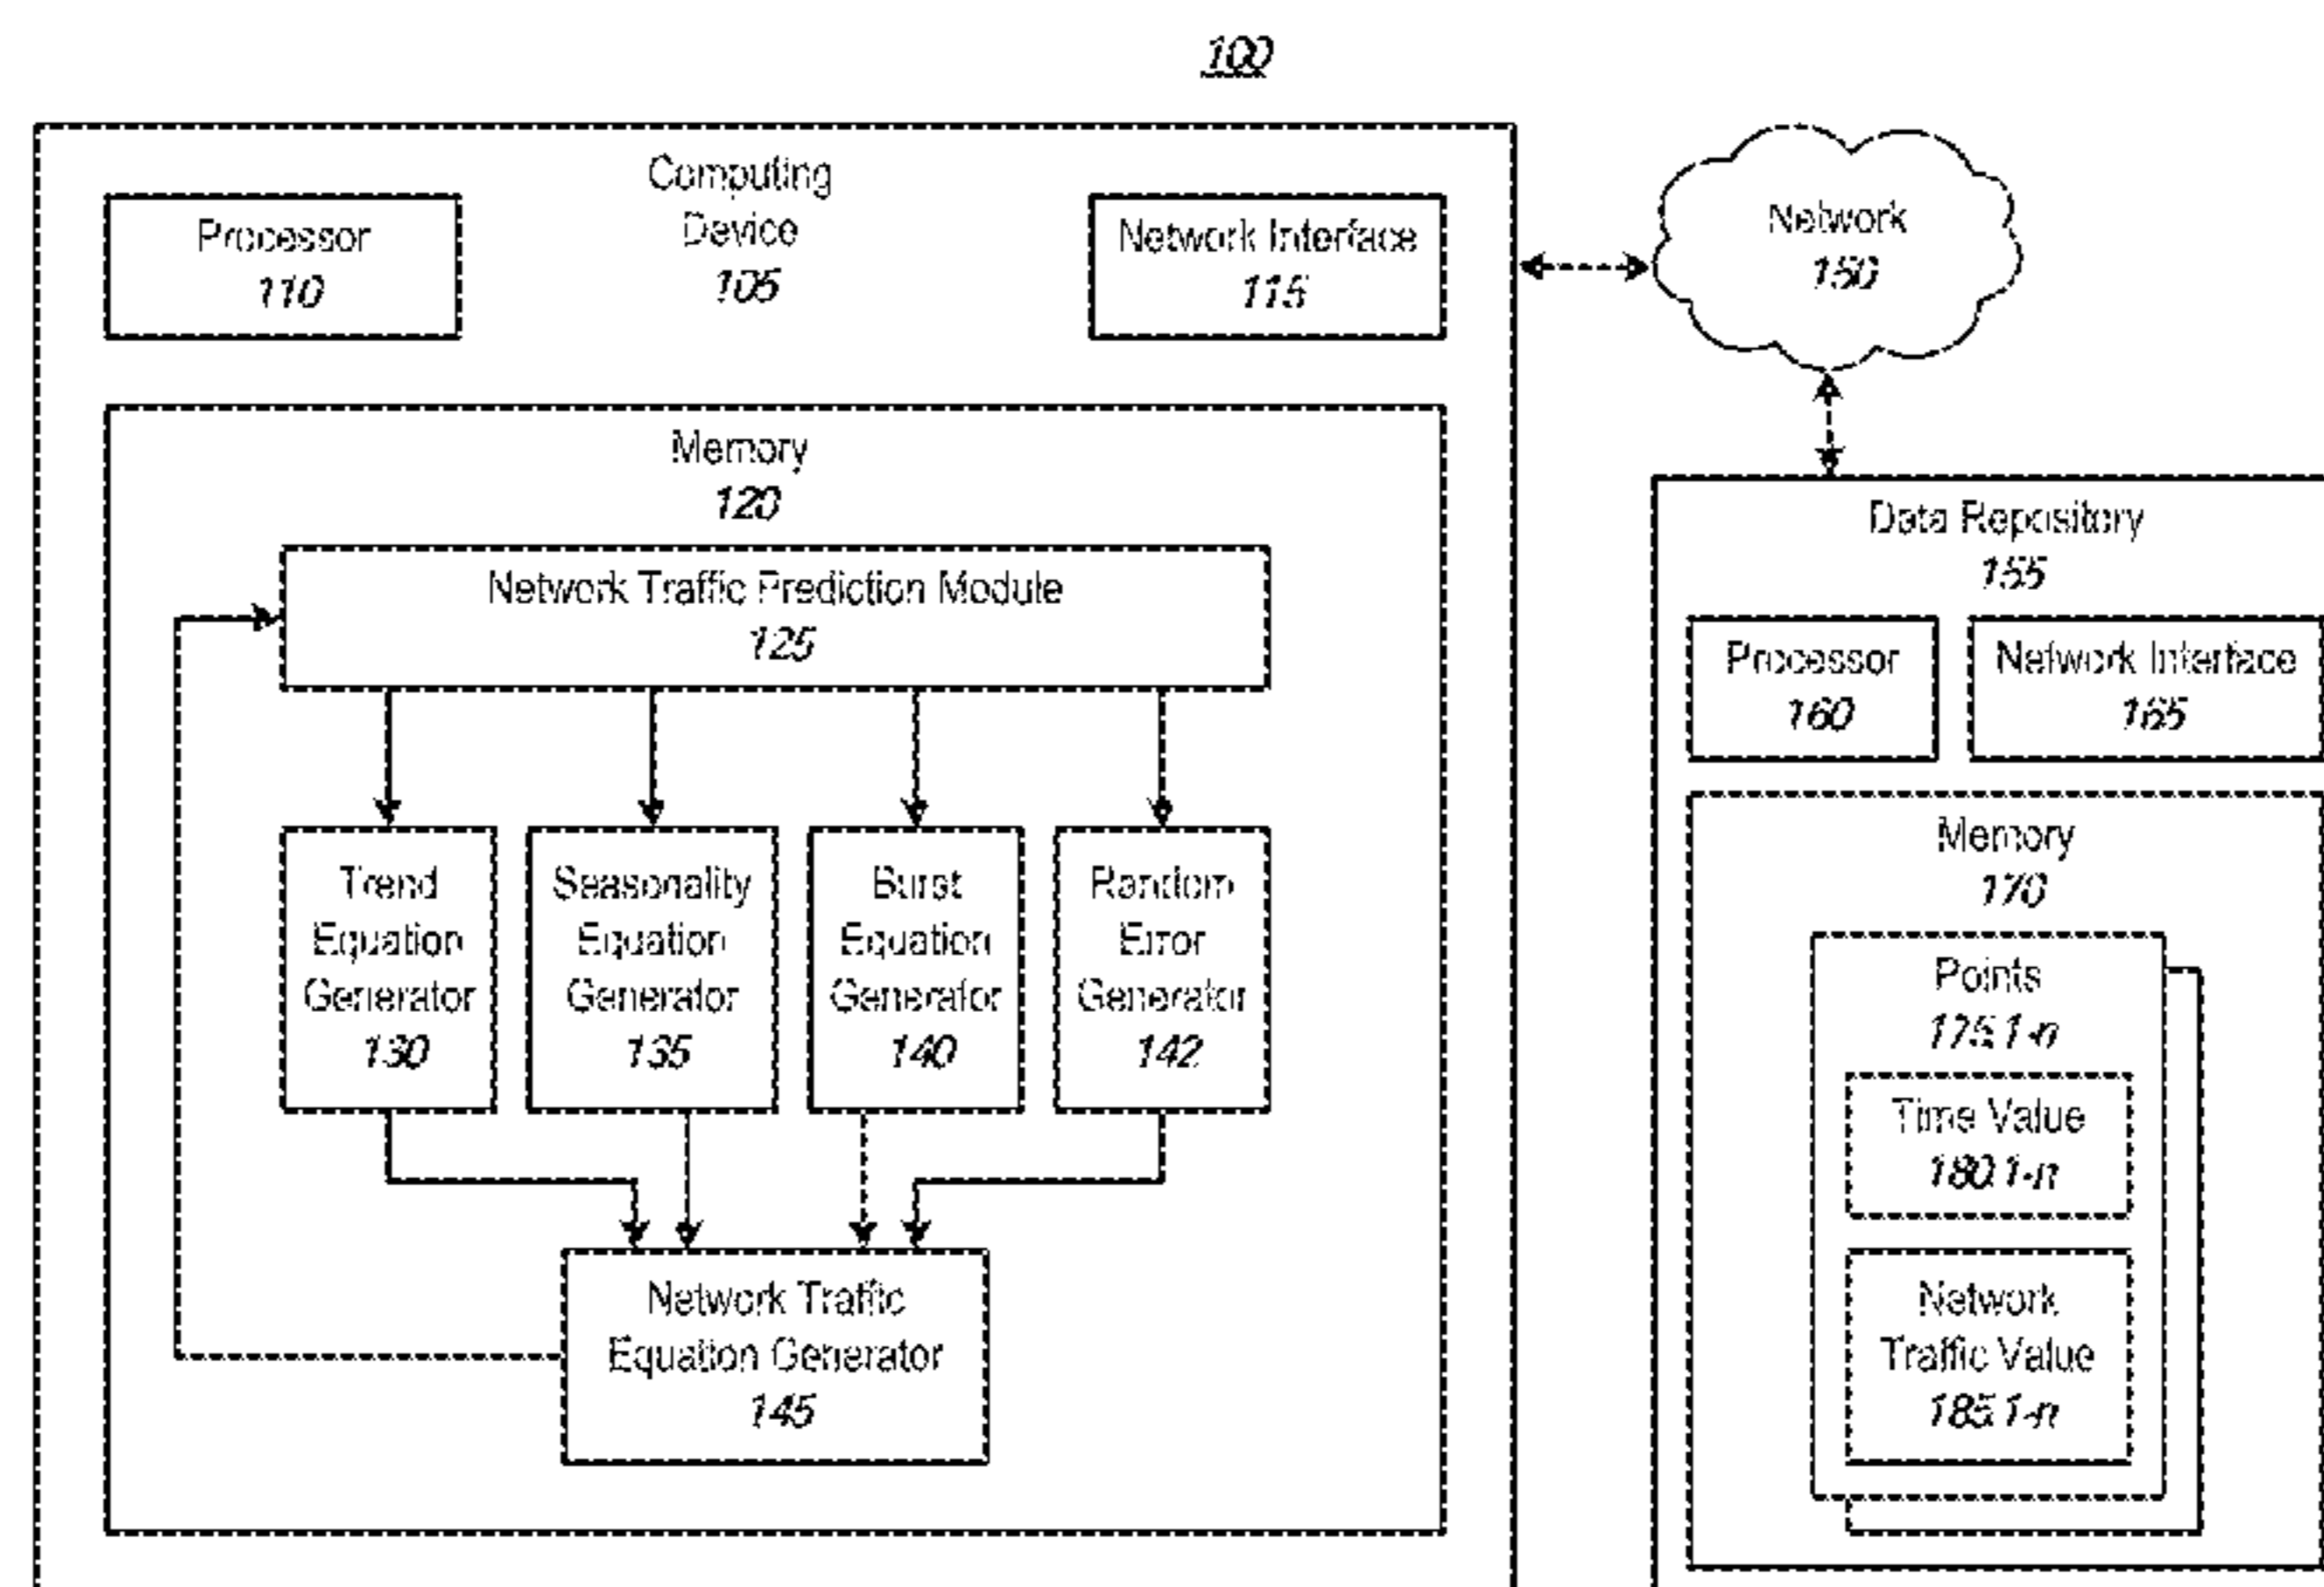 100
Computing
Device
105
Processor
110
Network Interface
115
Network
150
Memory
120
Network Traffic Prediction Module
125
Trend
Equation
Generator
130
Seasonality
Equation
Generator
135
Burst
Equation
Generator
140
Random
Error
Generator
142
Network Traffic
Equation Generator
145
Data Repository
155
Processor
160
Network Interface
165
Memory
170
Points
175.1-n
Time Value
180.1-n
Network
Traffic Value
185.1-n